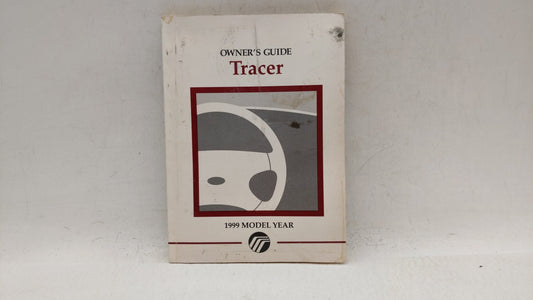 OWNER'S GUIDE
Tracer
1999 MODEL YEAR